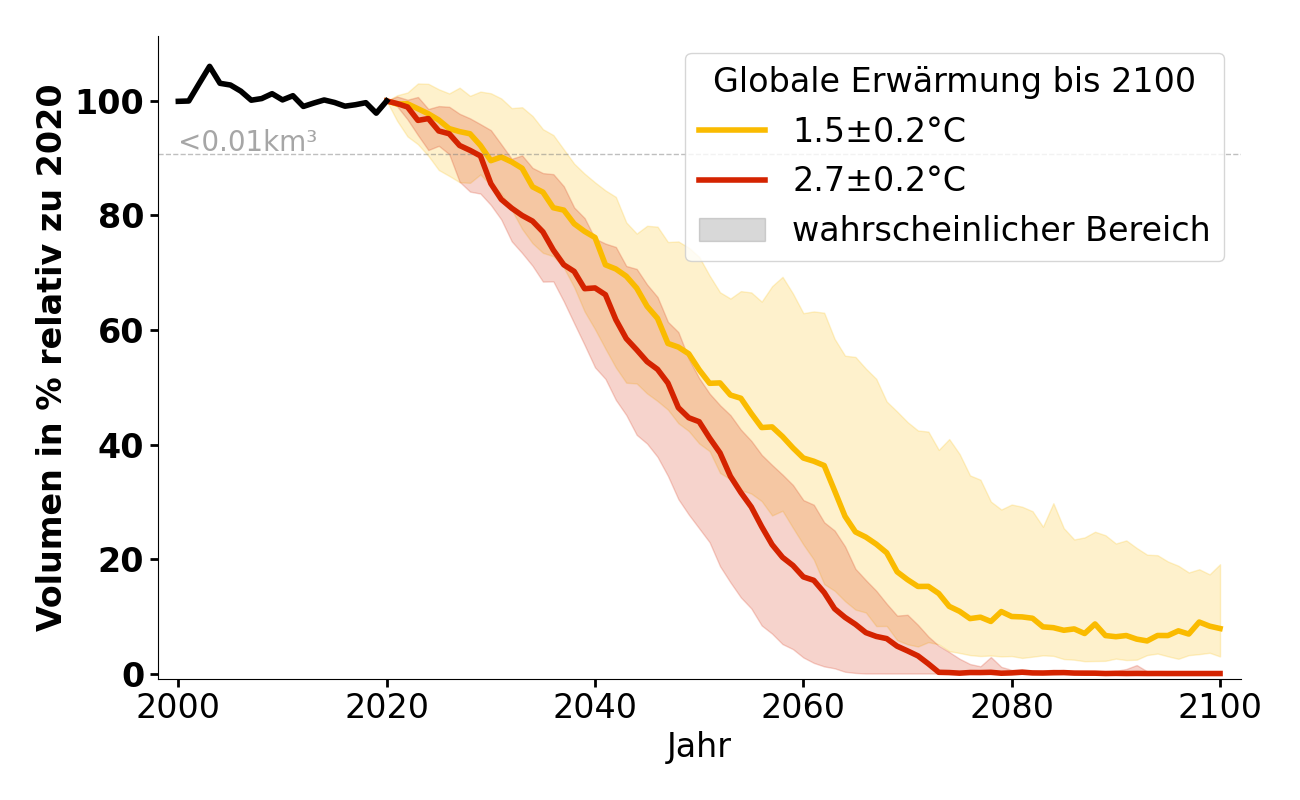 Volumen in % relativ zu 2020
100
80
60
40
20
0
<0.01km³
Globale Erwärmung bis 2100
1.5±0.2°C
2.7±0.2°C
wahrscheinlicher Bereich
2000 2020 2040 2060 2080 2100
Jahr